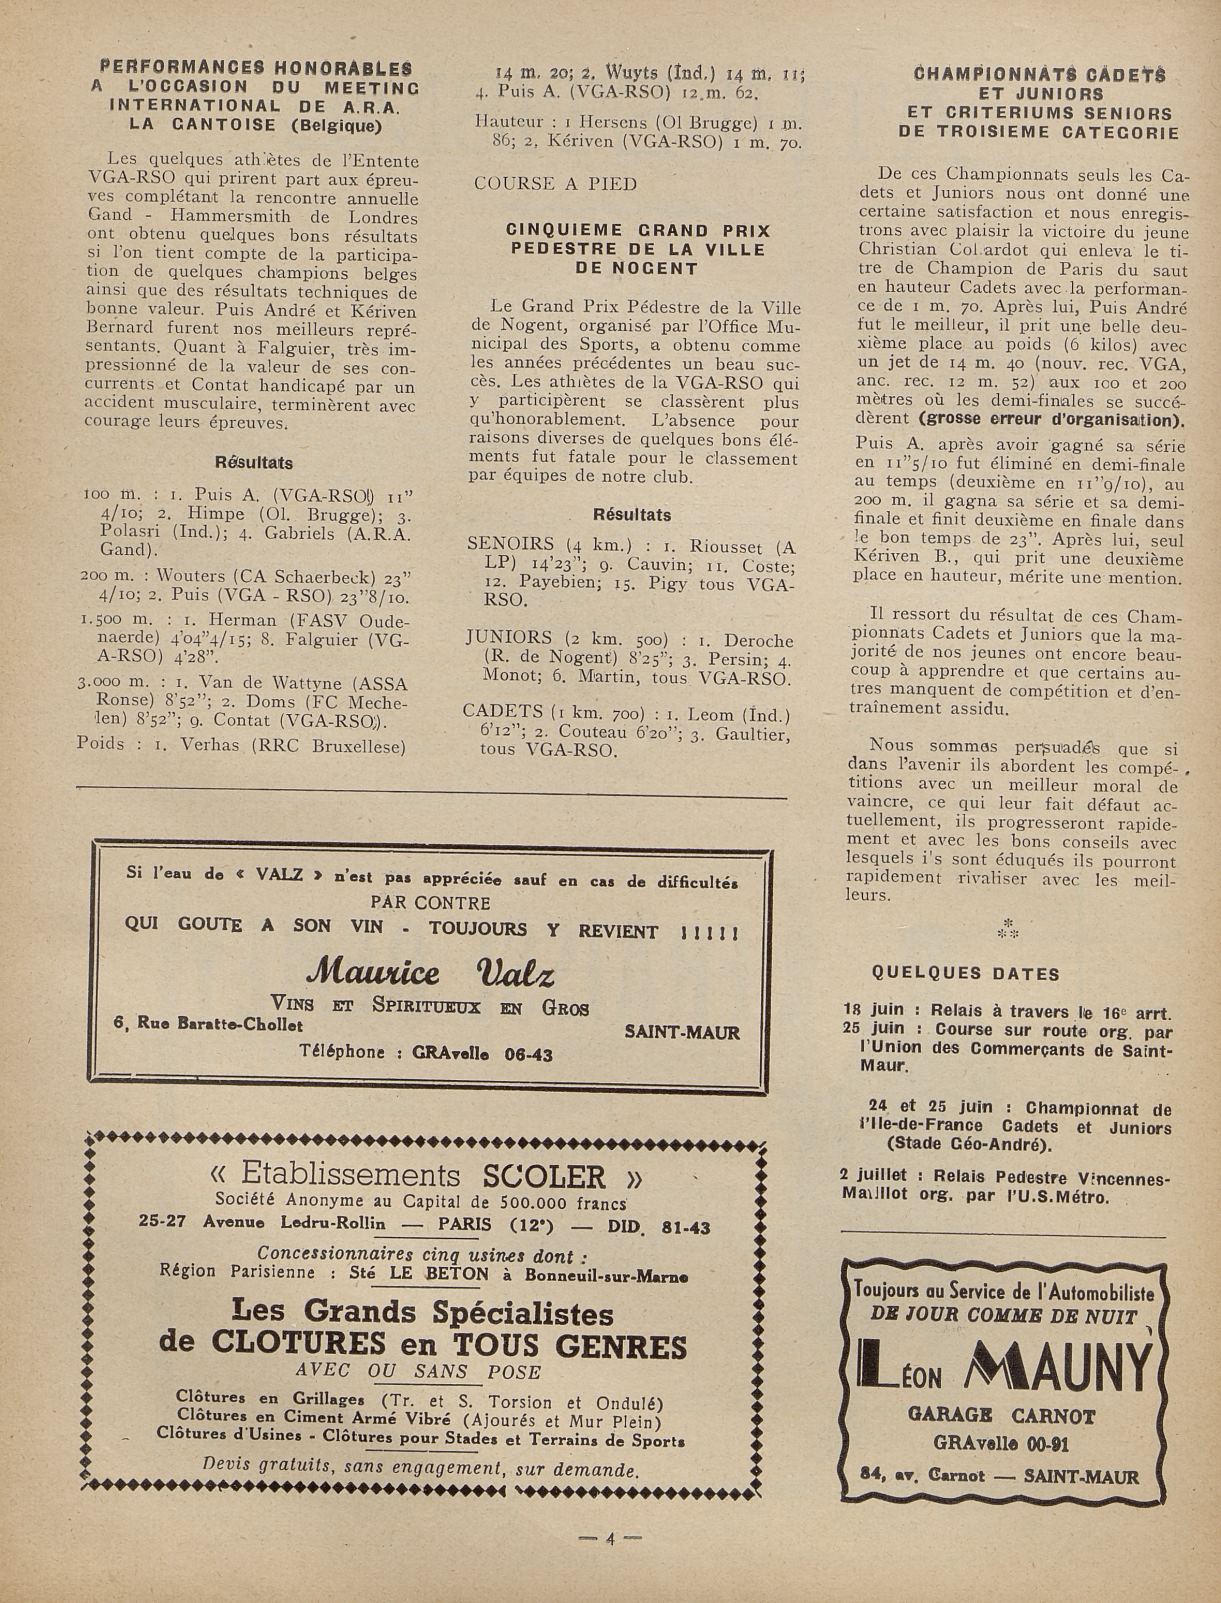 PERFORMANCES HONORABLES
A L'OCCASION DU MEETING
INTERNATIONAL DE A.R.A.
LA GANTOISE (Belgique)
Les quelques athlètes de l'Entente
VGA-RSO qui prirent part aux épreu-
ves complétant la rencontre annuelle
Gand - Hammersmith de Londres
ont obtenu quelques bons résultats
si l'on tient compte de la participa-
tion de quelques champions belges
ainsi que des résultats techniques de
bonne valeur. Puis André et Kériven
Bernard furent nos meilleurs repré-
sentants. Quant à Falguier, très im-
pressionné de la valeur de ses con-
currents et Contat handicapé par un
accident musculaire, terminèrent avec
courage leurs épreuves.
Résultats
100 m. : 1. Puis A. (VGA-RSO) 11"
4/10; 2. Himpe (Ol. Brugge); 3.
Polasri (Ind.); 4. Gabriels (A.R.A.
Gand).
200 m. : Wouters (CA Schaerbeck) 23"
4/10; 2. Puis (VGA - RSO) 23"8/10.
1.500 m. : 1. Herman (FASV Oude-
naerde) 4'04"4/15; 8. Falguier (VG-
A-RSO) 4'28".
3.000 m. : 1. Van de Wattyne (ASSA
Ronse) 8'52"; 2. Doms (FC Meche-
len) 8'52"; 9. Contat (VGA-RSO).
Poids : 1. Verhas (RRC Bruxellese)
14 m. 20; 2. Wuyts (Ind.) 14 m. 11;
4. Puis A. (VGA-RSO) 12 m. 62.
Hauteur : 1 Hersens (Ol Brugge) 1 m.
86; 2. Kériven (VGA-RSO) 1 m. 70.
COURSE A PIED
CINQUIEME GRAND PRIX
PEDESTRE DE LA VILLE
DE NOGENT
Le Grand Prix Pédestre de la Ville
de Nogent, organisé par l'Office Mu-
nicipal des Sports, a obtenu comme
les années précédentes un beau suc-
cès. Les athlètes de la VGA-RSO qui
y participèrent se classèrent plus
qu'honorablement. L'absence pour
raisons diverses de quelques bons élé-
ments fut fatale pour le classement
par équipes de notre club.
Résultats
SENOIRS (4 km.) : 1. Riousset (A
LP) 14'23"; 9. Cauvin; 11. Coste;
12. Payebien; 15. Pigy tous VGA-
RSO.
JUNIORS (2 km. 500) : 1. Deroche
(R. de Nogent) 8'25"; 3. Persin; 4.
Monot; 6. Martin, tous VGA-RSO.
CADETS (1 km. 700) : 1. Leom (Ind.)
6'12"; 2. Couteau 6'20"; 3. Gaultier,
tous VGA-RSO.
CHAMPIONNATS CADETS
ET JUNIORS
ET CRITERIUMS SENIORS
DE TROISIEME CATEGORIE
De ces Championnats seuls les Ca-
dets et Juniors nous ont donné une
certaine satisfaction et nous enregis-
trons avec plaisir la victoire du jeune
Christian Colardot qui enleva le ti-
tre de Champion de Paris du saut
en hauteur Cadets avec la performan-
ce de 1 m. 70. Après lui, Puis André
fut le meilleur, il prit une belle deu-
xième place au poids (6 kilos) avec
un jet de 14 m. 40 (nouv. rec. VGA,
anc. rec. 12 m. 52) aux 100 et 200
mètres où les demi-finales se succé-
dèrent (grosse erreur d'organisation).
Puis A. après avoir gagné sa série
en 11"5/10 fut éliminé en demi-finale
au temps (deuxième en 11"9/10), au
200 m. il gagna sa série et sa demi-
finale et finit deuxième en finale dans
le bon temps de 23". Après lui, seul
Kériven B., qui prit une deuxième
place en hauteur, mérite une mention.
Il ressort du résultat de ces Cham-
pionnats Cadets et Juniors que la ma-
jorité de nos jeunes ont encore beau-
coup à apprendre et que certains au-
tres manquent de compétition et d'en-
traînement assidu.
Nous sommes persuadés que si
dans l'avenir ils abordent les compé-
titions avec un meilleur moral de
vaincre, ce qui leur fait défaut ac-
tuellement, ils progresseront rapide-
ment et avec les bons conseils avec
lesquels i's sont éduqués ils pourront
rapidement rivaliser avec les meil-
leurs.
*
**
QUELQUES DATES
18 juin : Relais à travers le 16e arrt.
25 juin : Course sur route org. par
l'Union des Commerçants de Saint-
Maur.
24 et 25 juin : Championnat de
l'Ile-de-France Cadets et Juniors
(Stade Géo-André).
2 juillet : Relais Pedestre Vincennes-
Maillot org. par l'U.S.Métro.
Si l'eau de « VALZ » n'est pas appréciée sauf en cas de difficultés
PAR CONTRE
QUI GOUTE A SON VIN - TOUJOURS Y REVIENT !!!!!
Maurice Valz
VINS ET SPIRITUEUX EN GROS
6, Rue Baratte-Chollet SAINT-MAUR
Téléphone : GRAvelle 06-43
« Etablissements SCOLER »
Société Anonyme au Capital de 500.000 francs
25-27 Avenue Ledru-Rollin — PARIS (12°) — DID. 81-43
Concessionnaires cinq usines dont :
Région Parisienne : Sté LE BETON à Bonneuil-sur-Marne
Les Grands Spécialistes
de CLOTURES en TOUS GENRES
AVEC OU SANS POSE
Clôtures en Grillages (Tr. et S. Torsion et Ondulé)
Clôtures en Ciment Armé Vibré (Ajourés et Mur Plein)
Clôtures d'Usines - Clôtures pour Stades et Terrains de Sports
Devis gratuits, sans engagement, sur demande.
Toujours au Service de l'Automobiliste
DE JOUR COMME DE NUIT
LÉON MAUNY
GARAGE CARNOT
GRAvelle 00-91
84, av. Carnot — SAINT-MAUR
— 4 —